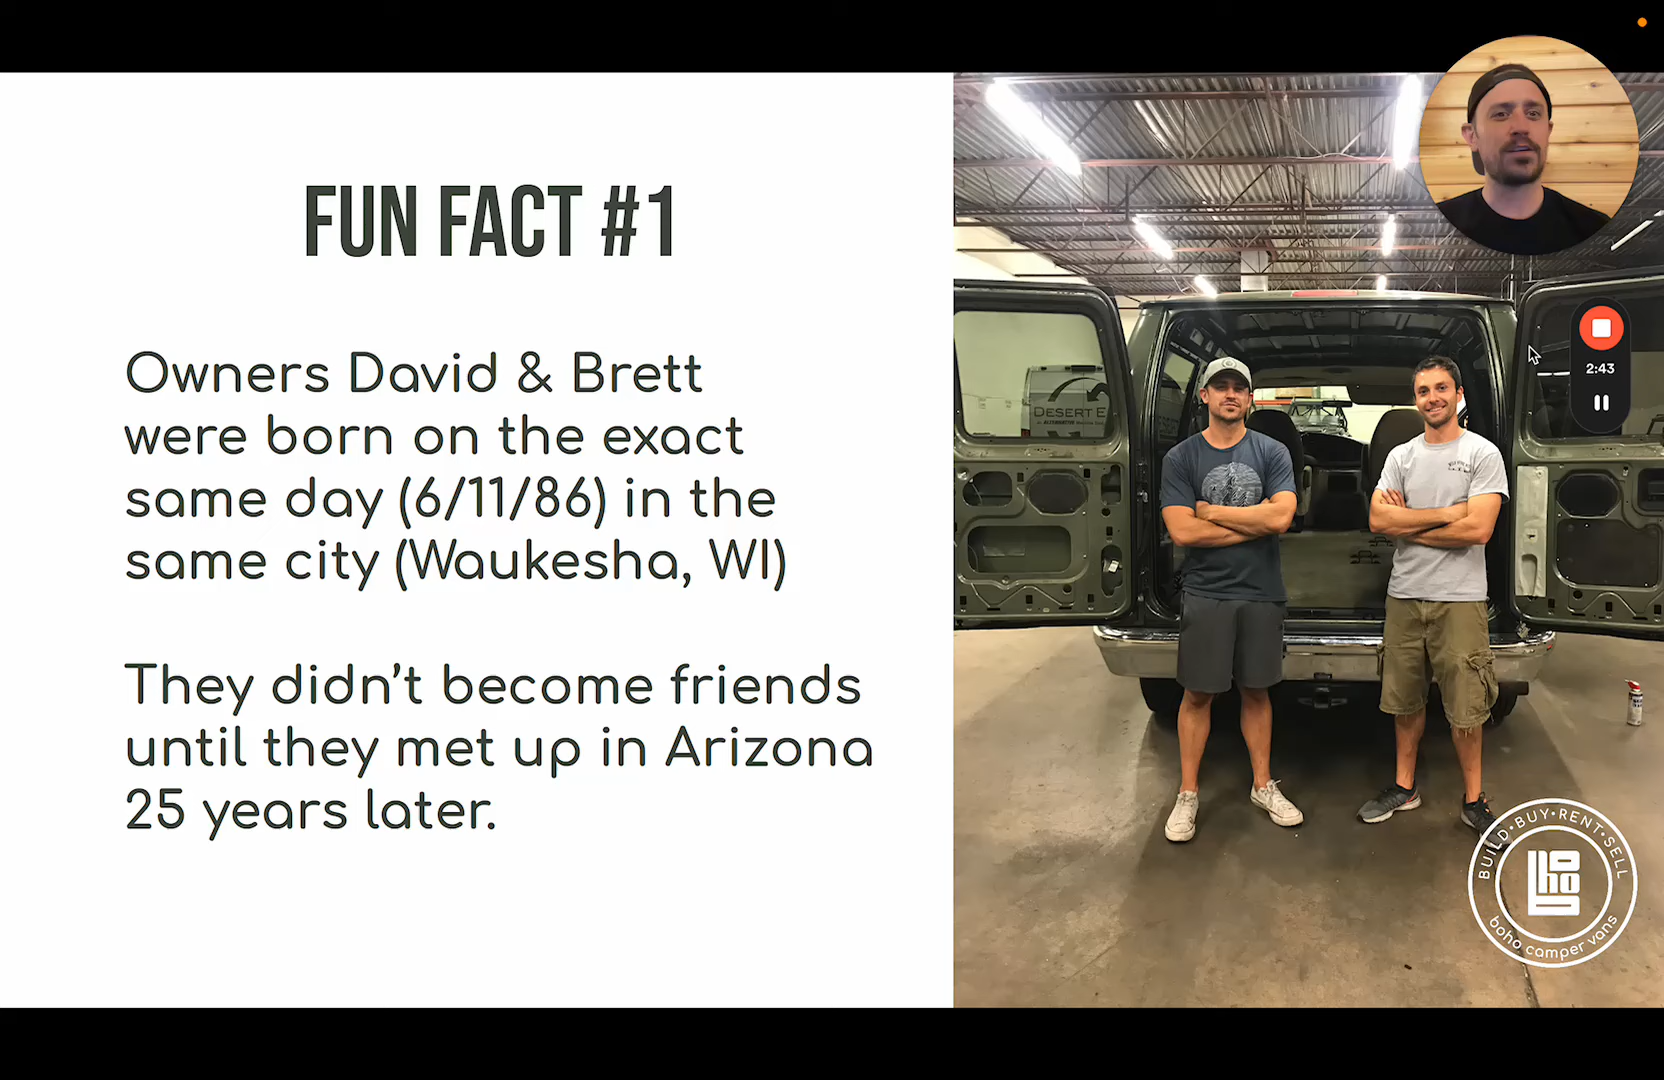 FUN FACT #1
Owners David & Brett
were born on the exact
same day (6/11/86) in the
same city (Waukesha, WI)
They didn't become friends
until they met up in Arizona
25 years later.
DESERT E
2:43
BUILD•BUY•RENT•SELL
boho
boho camper vans